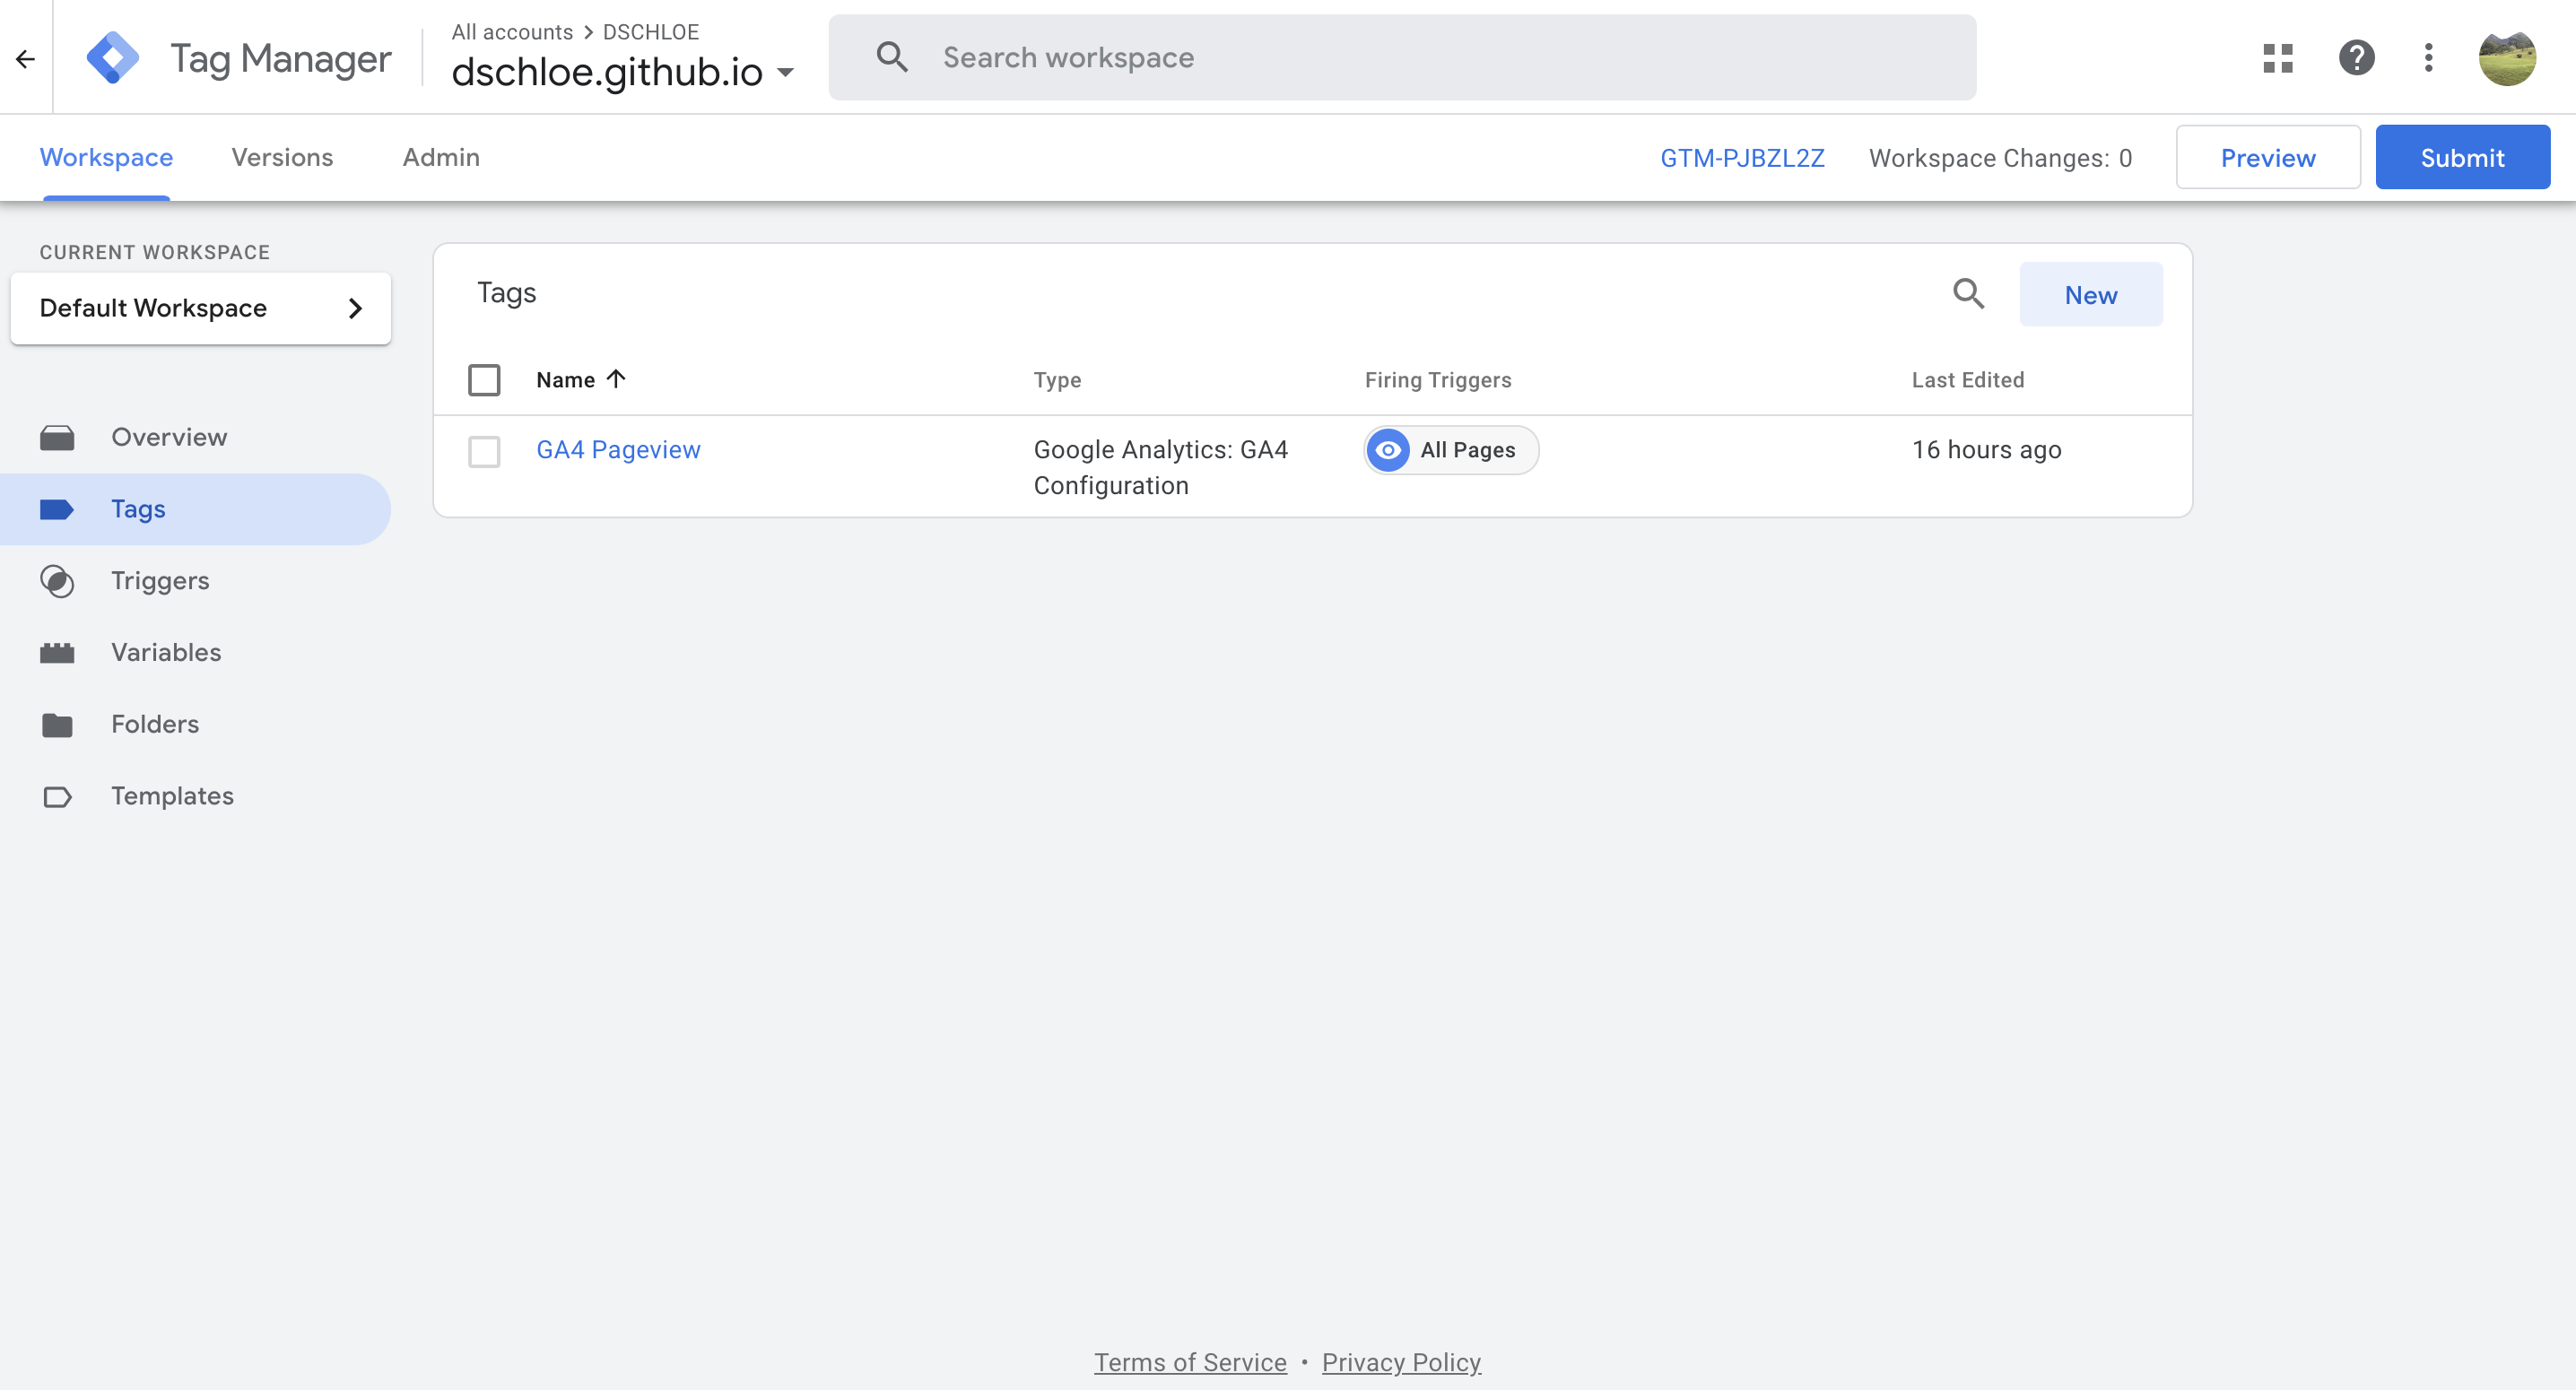 Tag Manager
All accounts > DSCHLOE
dschloe.github.io
Search workspace
Workspace
Versions
Admin
GTM-PJBZL2Z
Workspace Changes: 0
Preview
Submit
CURRENT WORKSPACE
Default Workspace
Overview
Tags
Triggers
Variables
Folders
Templates
Tags
New
Name
Type
Firing Triggers
Last Edited
GA4 Pageview
Google Analytics: GA4
Configuration
All Pages
16 hours ago
Terms of Service • Privacy Policy